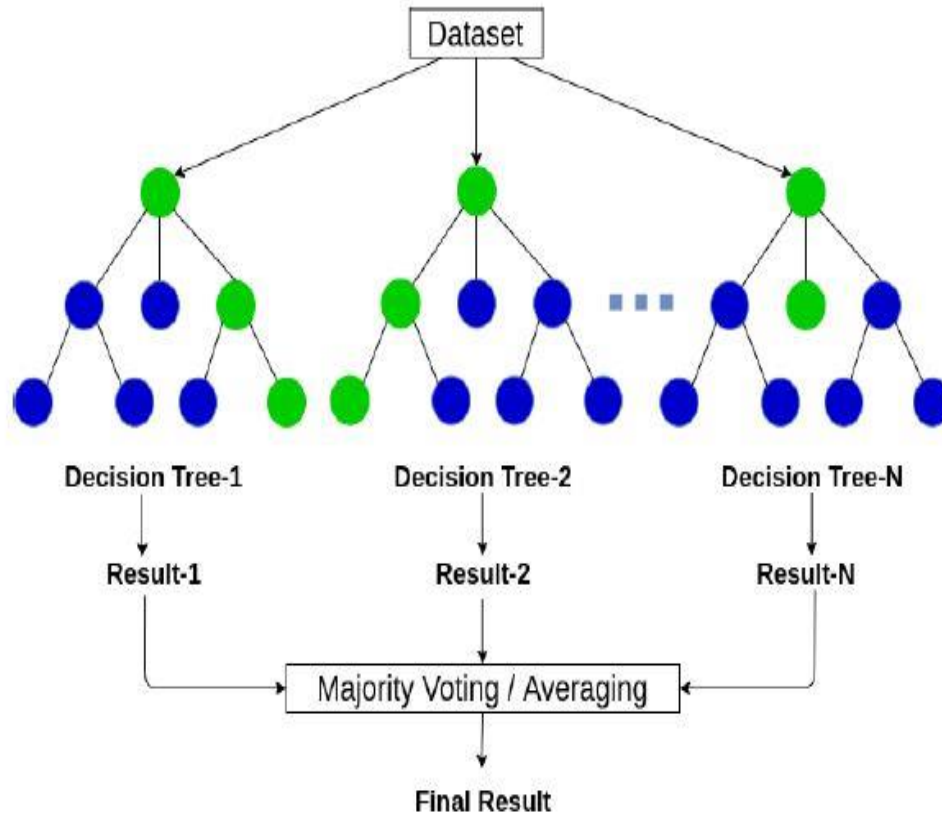 Dataset
Decision Tree-1
Decision Tree-2
Decision Tree-N
Result-1
Result-2
Result-N
Majority Voting / Averaging
Final Result